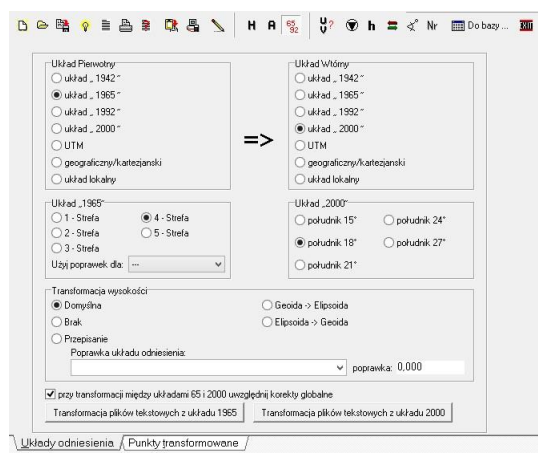 H A 65 92 U U ? h Nr Do bazy ... EXIT
Układ Pierwotny
układ „ 1942 "
układ „ 1965 "
układ „ 1992 "
układ „ 2000 "
UTM
geograficzny/kartezjanski
układ lokalny
=>
Układ Wtórny
układ „ 1942 "
układ „ 1965 "
układ „ 1992 "
układ „ 2000 "
UTM
geograficzny/kartezjanski
układ lokalny
Układ „1965"
1 - Strefa 4 - Strefa
2 - Strefa 5 - Strefa
3 - Strefa
Użyj poprawek dla: ---
Układ „2000"
południk 15° południk 24°
południk 18° południk 27°
południk 21°
Transformacja wysokości
Domyślna Geoida -> Elipsoida
Brak Elipsoida -> Geoida
Przepisanie
Poprawka układu odniesienia:
poprawka: 0,000
przy transformacji między układami 65 i 2000 uwzględnij korekty globalne
Transformacja plików tekstowych z układu 1965 Transformacja plików tekstowych z układu 2000
Układy odniesienia Punkty transformowane